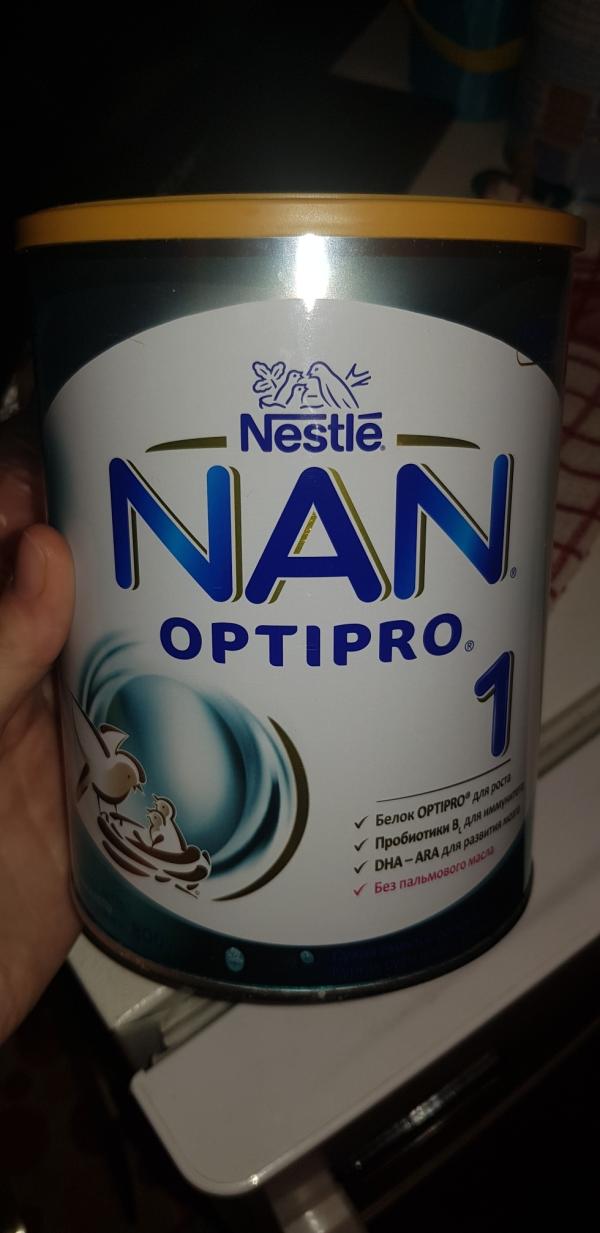 Nestlé
NAN®
OPTIPRO®
1
Белок OPTIPRO® для роста
Пробиотики BL для иммунитета
DHA – ARA для развития мозга
Без пальмового масла